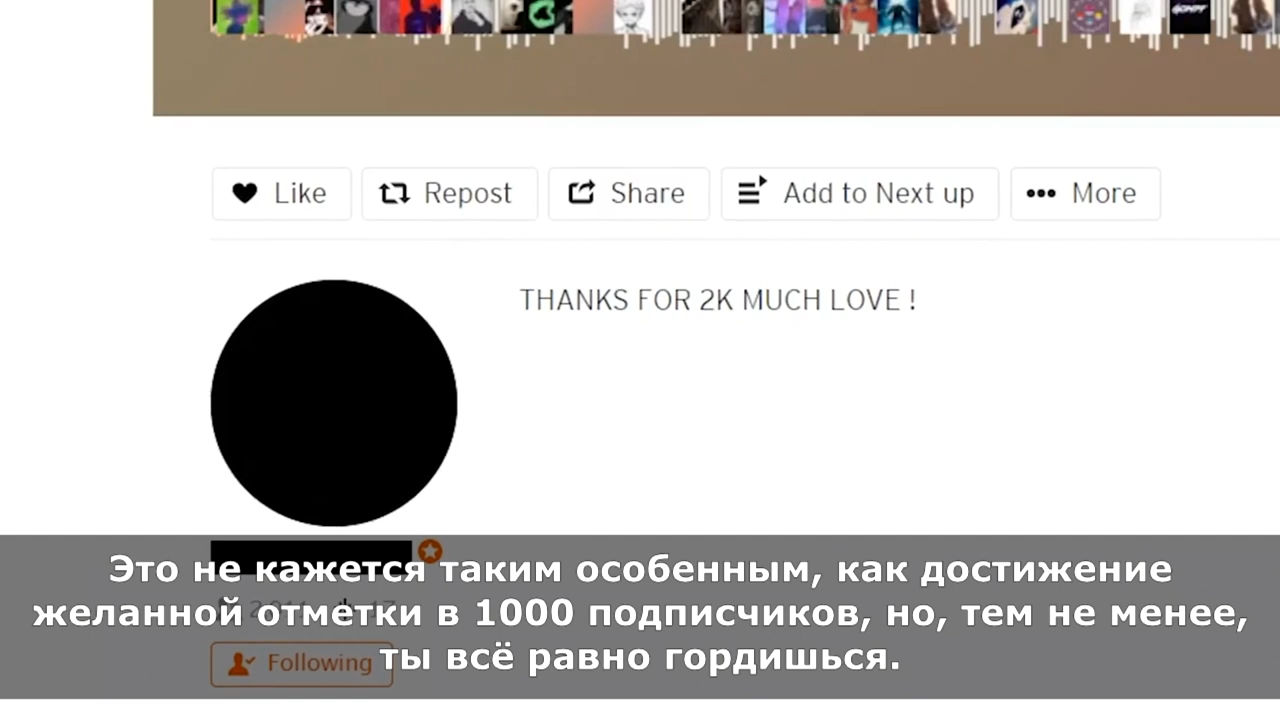 Like Repost Share Add to Next up More
THANKS FOR 2K MUCH LOVE !
Это не кажется таким особенным, как достижение
желанной отметки в 1000 подписчиков, но, тем не менее,
ты всё равно гордишься.
Following